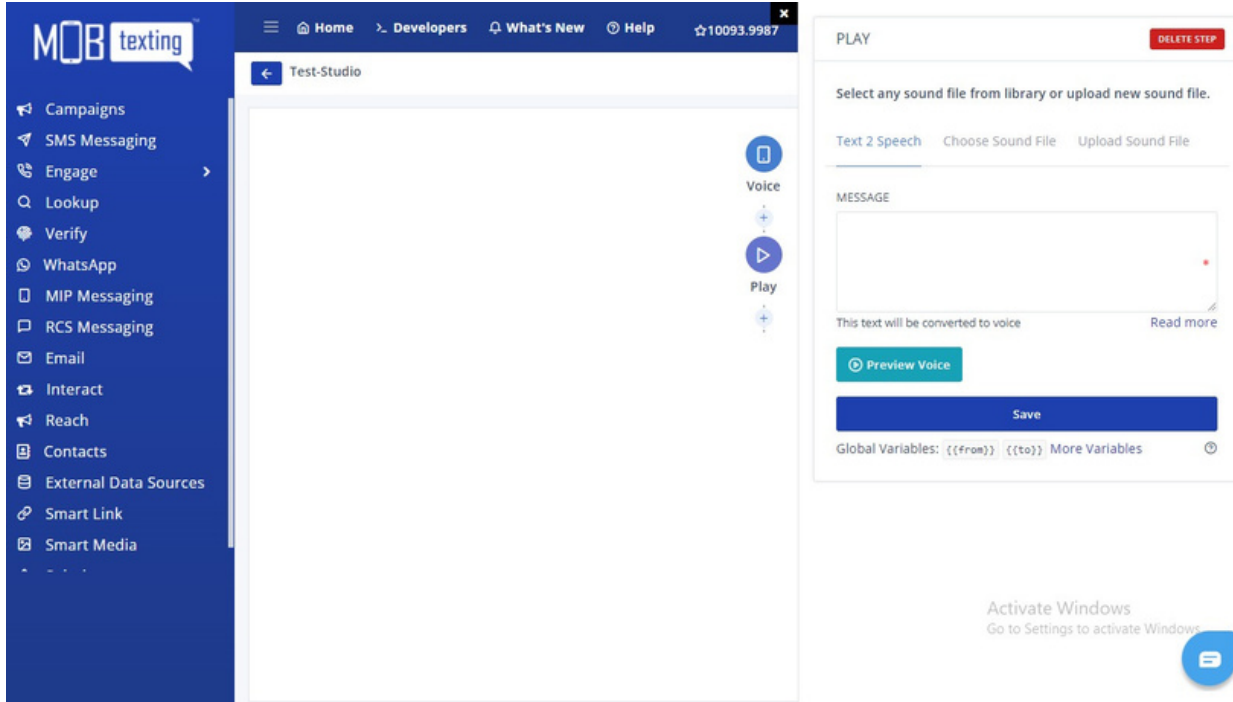 MOB texting
Home
Developers
What's New
Help
10093.9987
Test-Studio
Campaigns
SMS Messaging
Engage
Lookup
Verify
WhatsApp
MIP Messaging
RCS Messaging
Email
Interact
Reach
Contacts
External Data Sources
Smart Link
Smart Media
Voice
Play
PLAY
DELETE STEP
Select any sound file from library or upload new sound file.
Text 2 Speech
Choose Sound File
Upload Sound File
MESSAGE
*
This text will be converted to voice
Read more
Preview Voice
Save
Global Variables: {{from}} {{to}} More Variables
Activate Windows
Go to Settings to activate Windows.